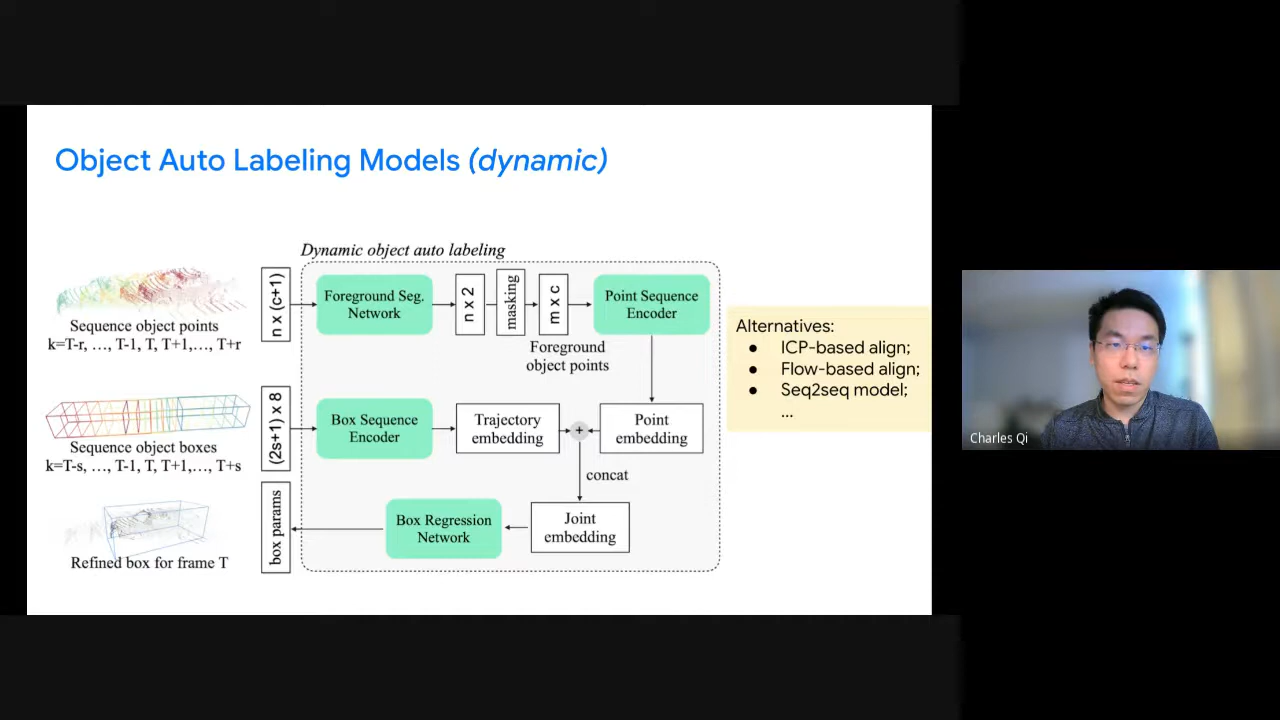 Object Auto Labeling Models (dynamic)
Dynamic object auto labeling
Sequence object points
k=T-r, …, T-1, T, T+1,…, T+r
n x (c+1)
Foreground Seg.
Network
n x 2
masking
m x c
Point Sequence
Encoder
Foreground
object points
Sequence object boxes
k=T-s, …, T-1, T, T+1,…, T+s
(2s+1) x 8
Box Sequence
Encoder
Trajectory
embedding
+
Point
embedding
concat
Refined box for frame T
box params
Box Regression
Network
Joint
embedding
Alternatives:
● ICP-based align;
● Flow-based align;
● Seq2seq model;
...
Charles Qi